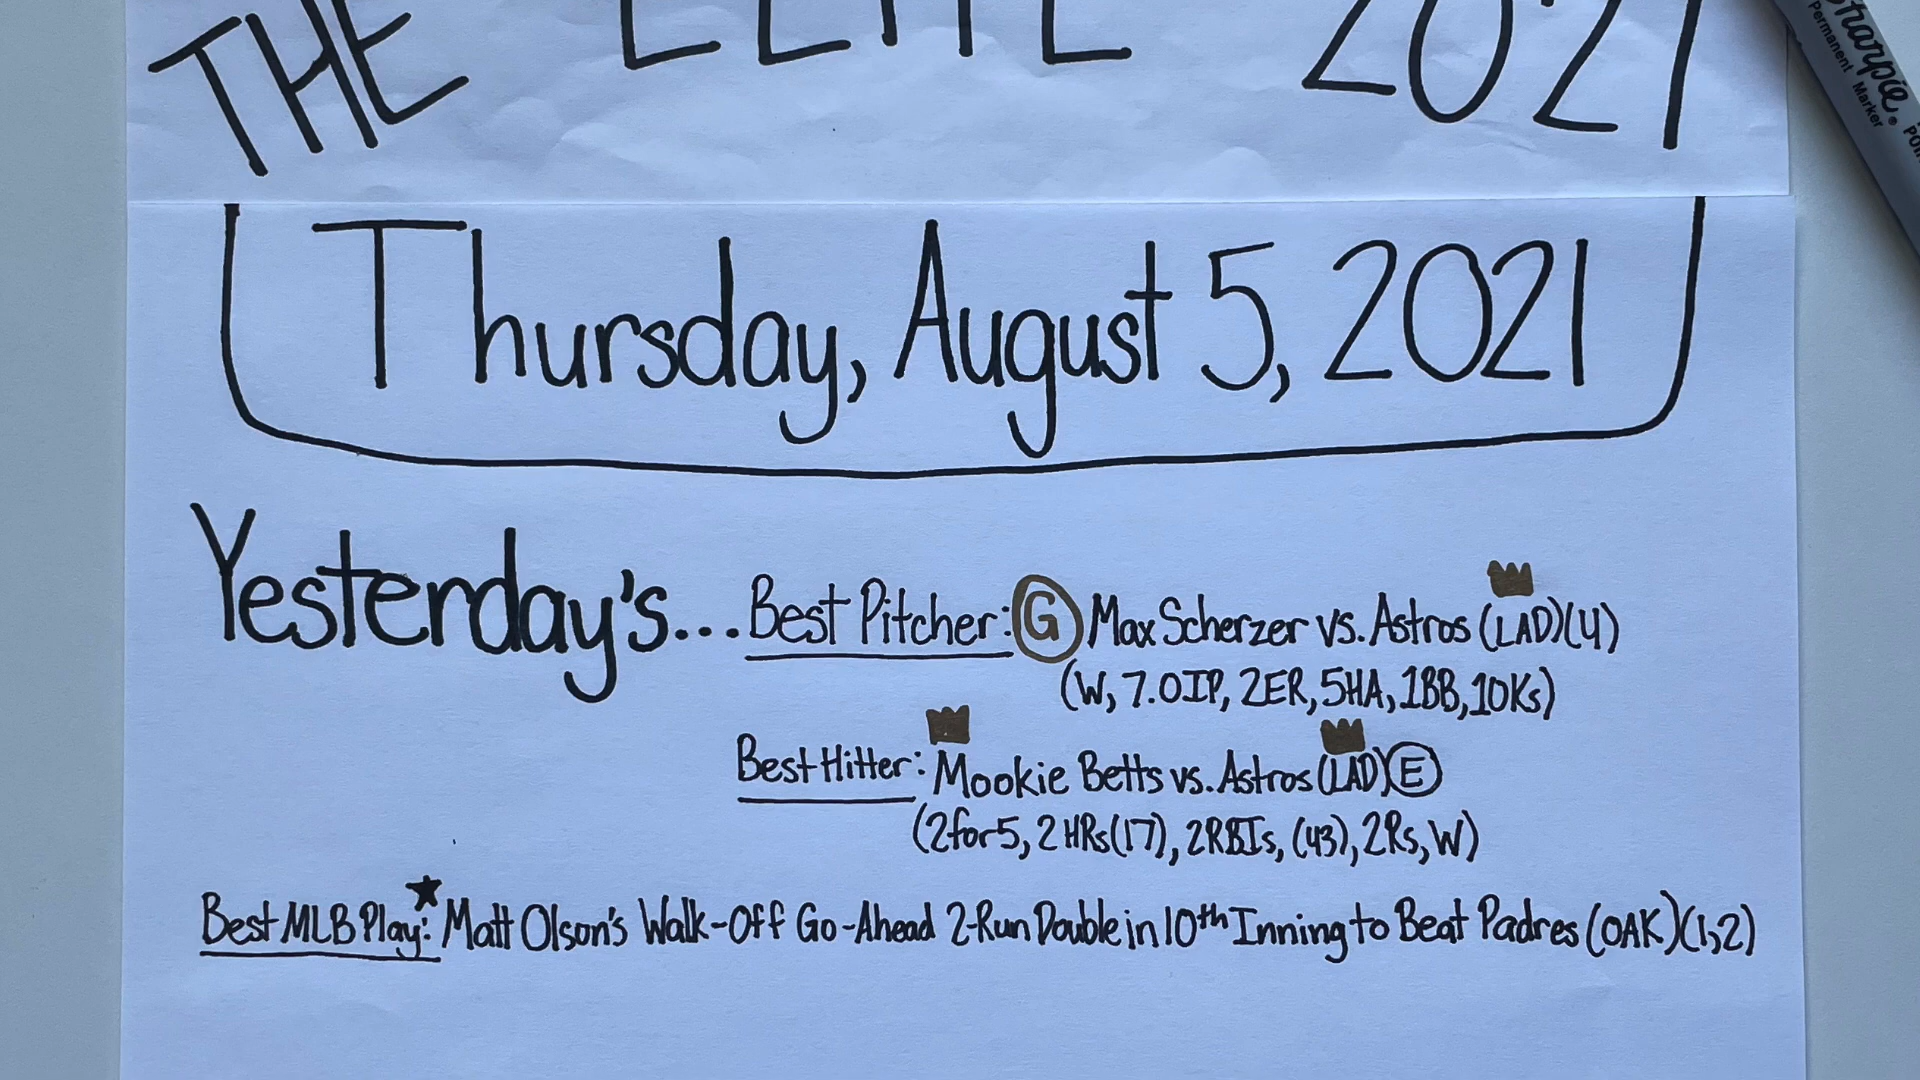 THE ELITE 2021
Sharpie®
Permanent Marker
Thursday, August 5, 2021
Yesterday's... Best Pitcher: G Max Scherzer vs. Astros (LAD)(4)
(W, 7.0IP, 2ER, 5HA, 1BB, 10Ks)
Best Hitter: Mookie Betts vs. Astros (LAD) E
(2for5, 2HRs(17), 2RBIs, (43), 2Rs, W)
Best MLB Play: Matt Olson's Walk-Off Go-Ahead 2-Run Double in 10th Inning to Beat Padres (OAK)(1,2)